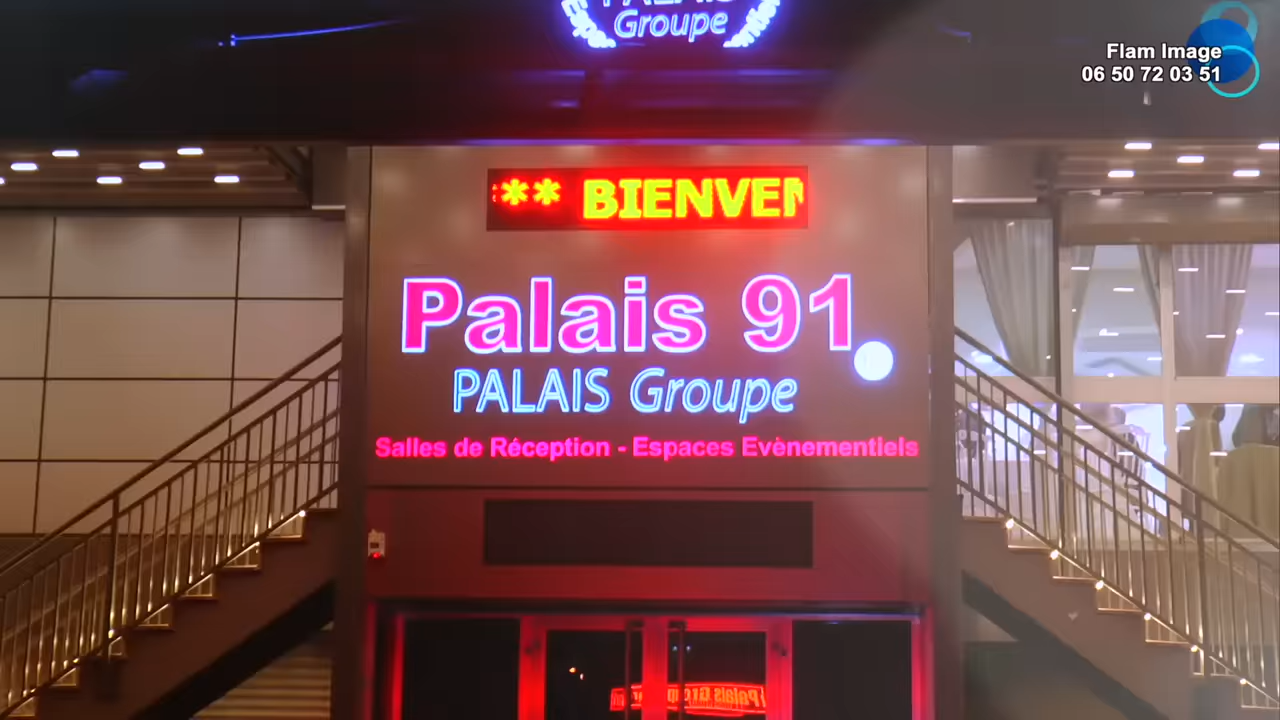 Groupe
Flam Image
06 50 72 03 51
** BIENVEN
Palais 91
PALAIS Groupe
Salles de Réception - Espaces Evènementiels